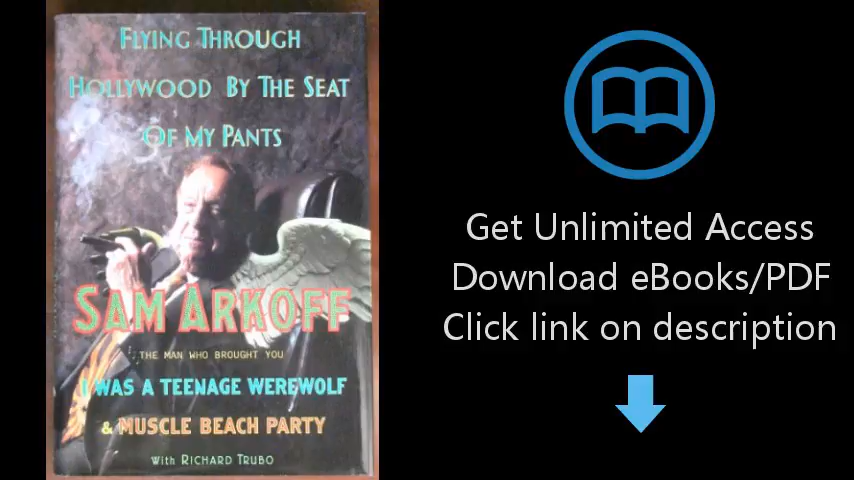 FLYING THROUGH
HOLLYWOOD BY THE SEAT
OF MY PANTS
SAM ARKOFF
THE MAN WHO BROUGHT YOU
I WAS A TEENAGE WEREWOLF
& MUSCLE BEACH PARTY
With RICHARD TRUBO
Get Unlimited Access
Download eBooks/PDF
Click link on description